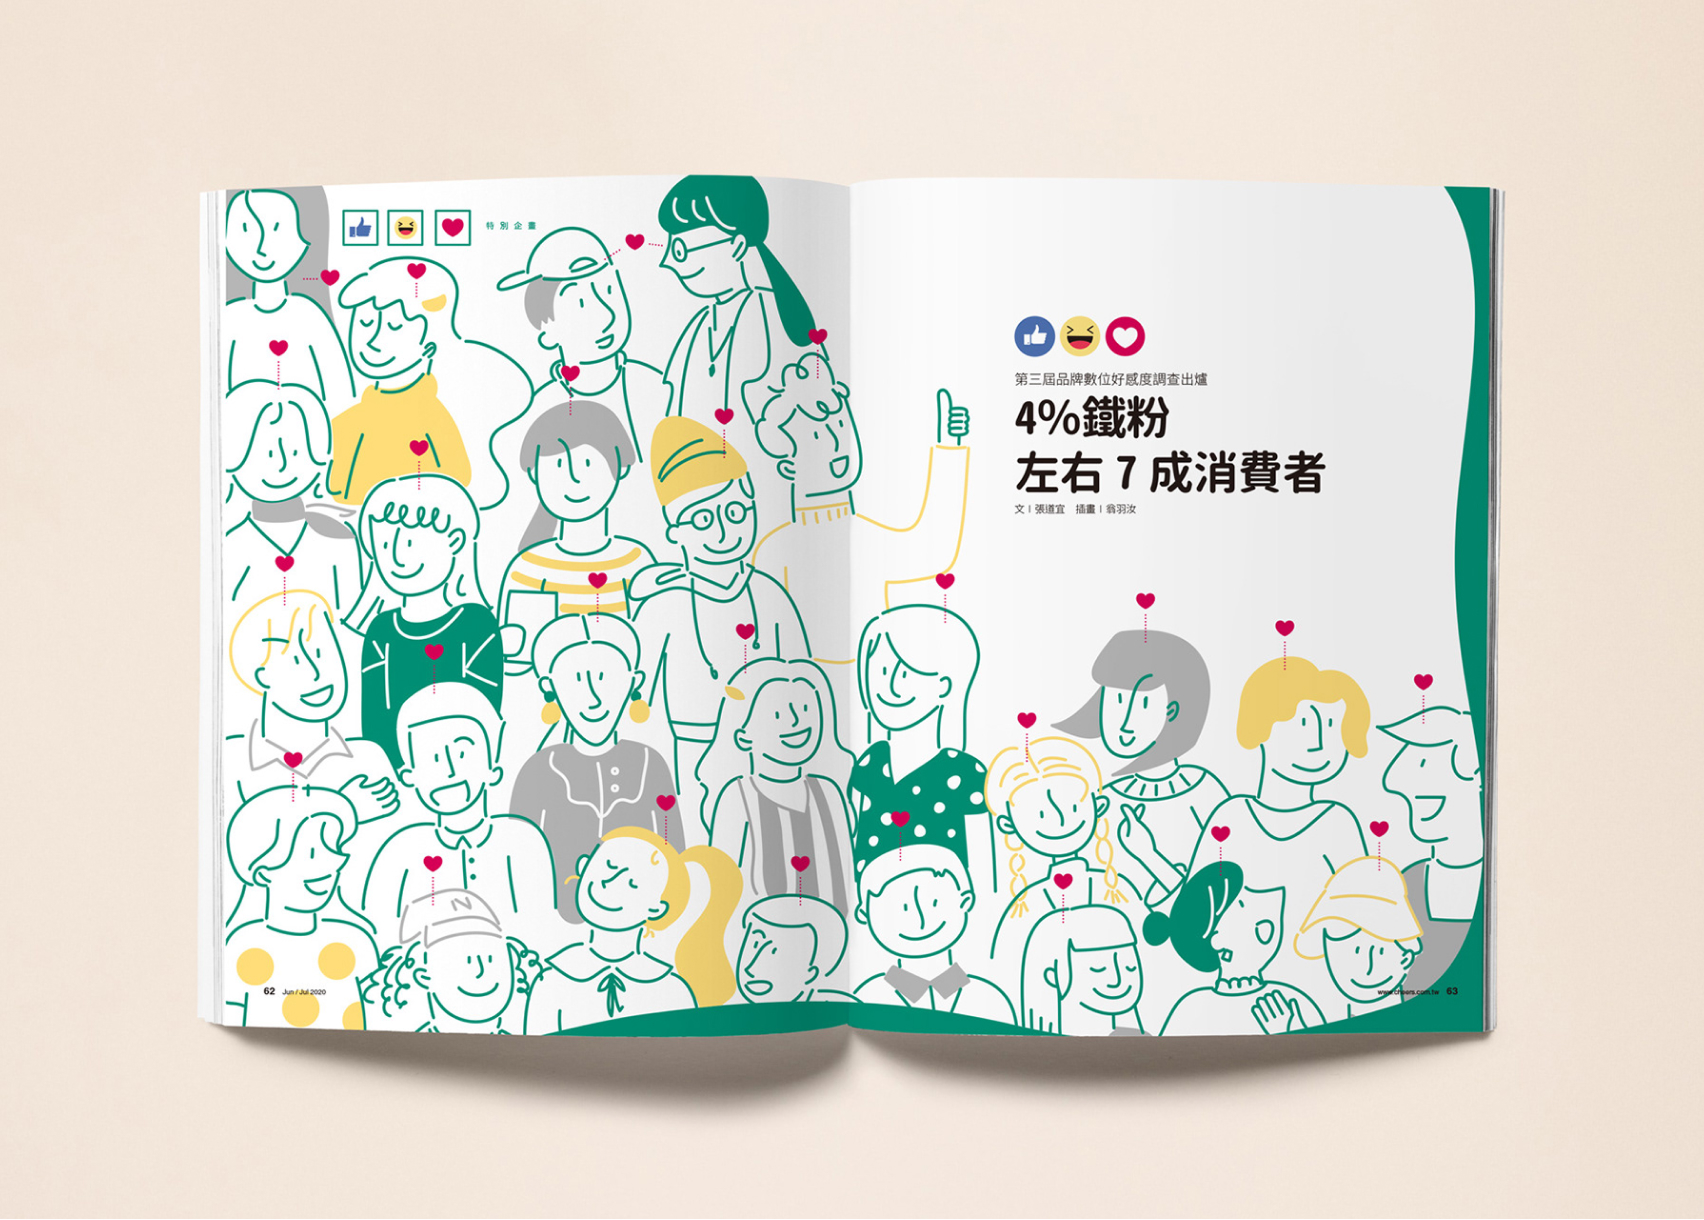 特別企畫
第三屆品牌數位好感度調查出爐
4%鐵粉
左右 7 成消費者
文 | 張道宜 插畫 | 翁羽汝
N
62 Jun / Jul 2020
www.cheers.com.tw 63